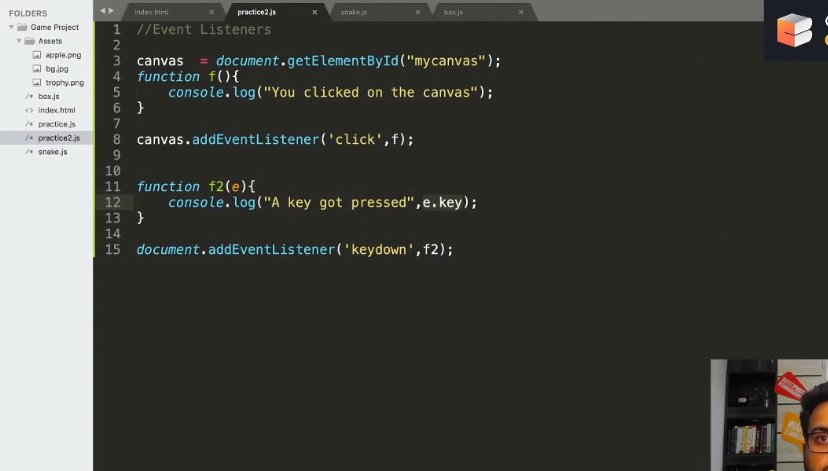 FOLDERS
Game Project
Assets
apple.png
bg.jpg
trophy.png
box.js
index.html
practice.js
practice2.js
snake.js
index.html
practice2.js
snake.js
box.js
1 //Event Listeners
2
3 canvas = document.getElementById("mycanvas");
4 function f(){
5 console.log("You clicked on the canvas");
6 }
7
8 canvas.addEventListener('click',f);
9
10
11 function f2(e){
12 console.log("A key got pressed",e.key);
13 }
14
15 document.addEventListener('keydown',f2);